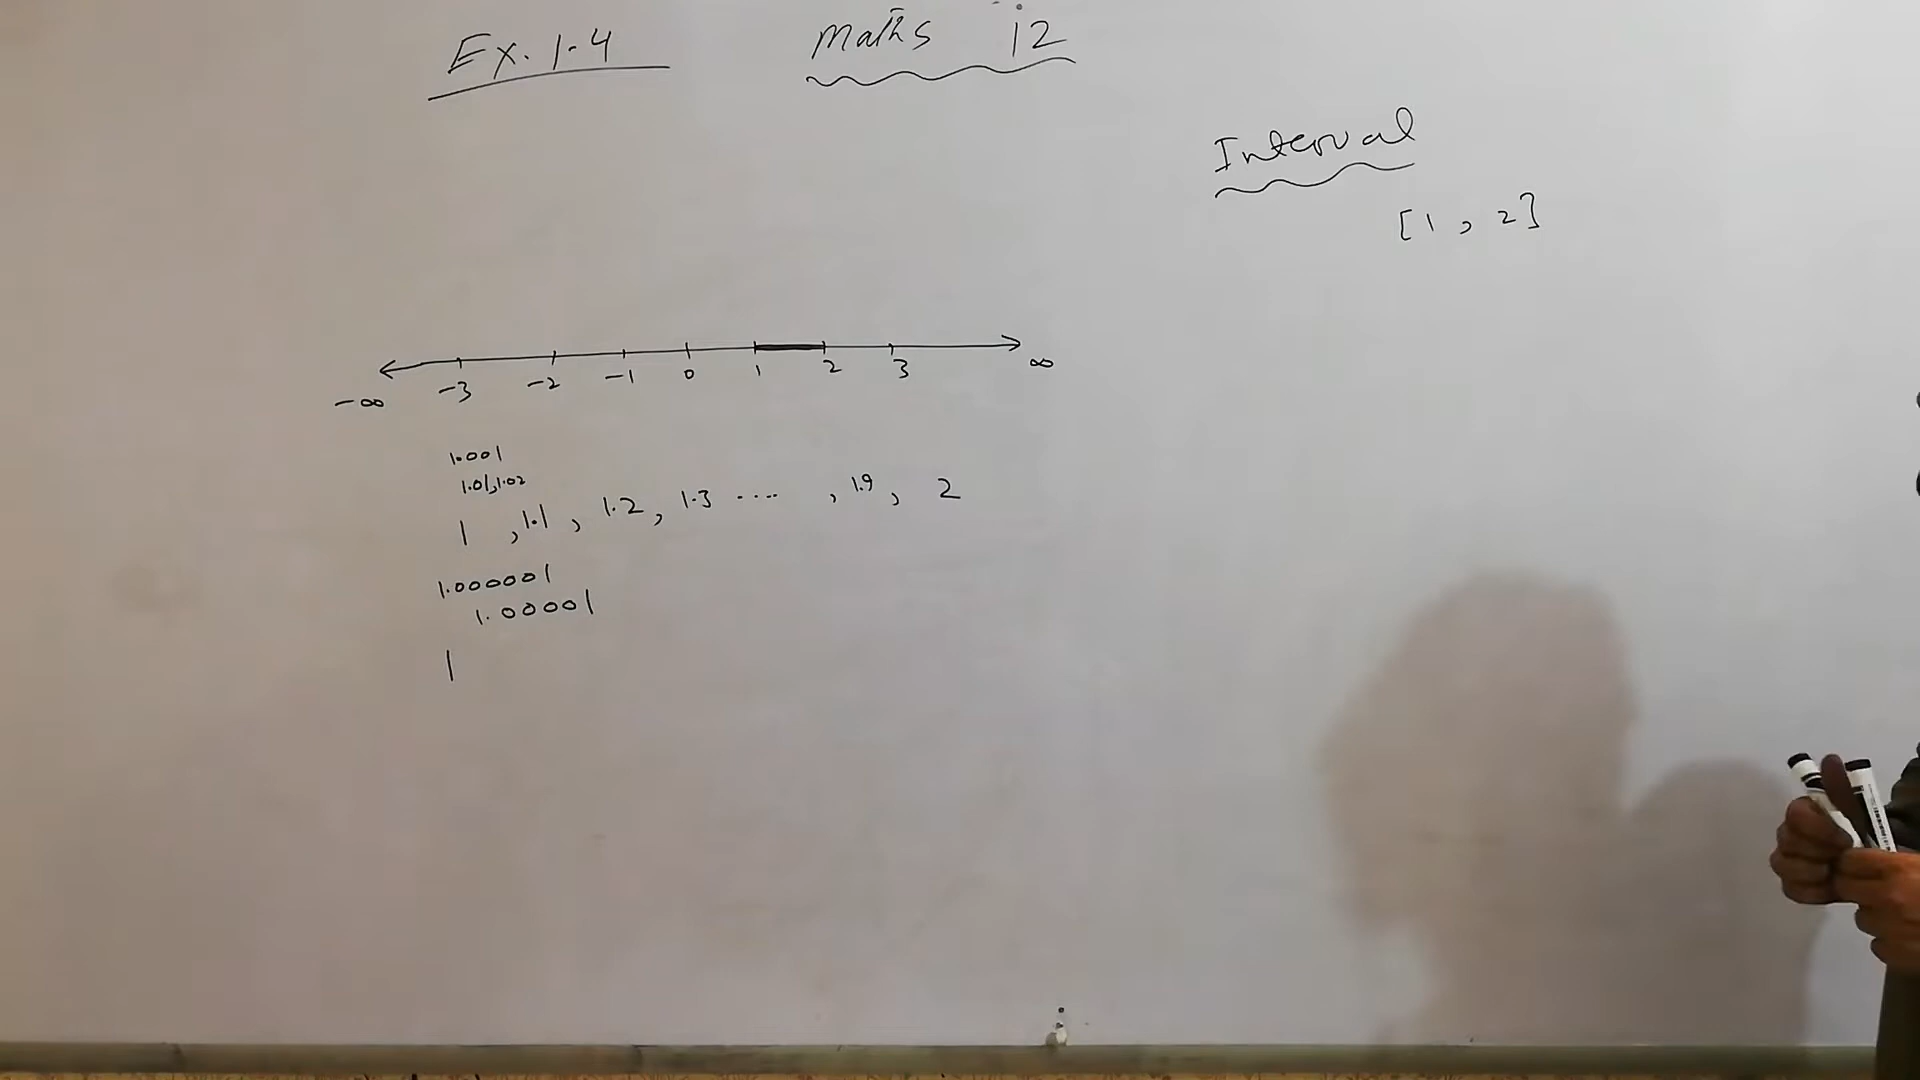 Ex. 1.4
Maths 12
Interval
[1 , 2]
-∞ -3 -2 -1 0 1 2 3 ∞
1.001
1.01,1.02
1 , 1.1 , 1.2 , 1.3 .... , 1.9 , 2
1.000001
1.00001
1